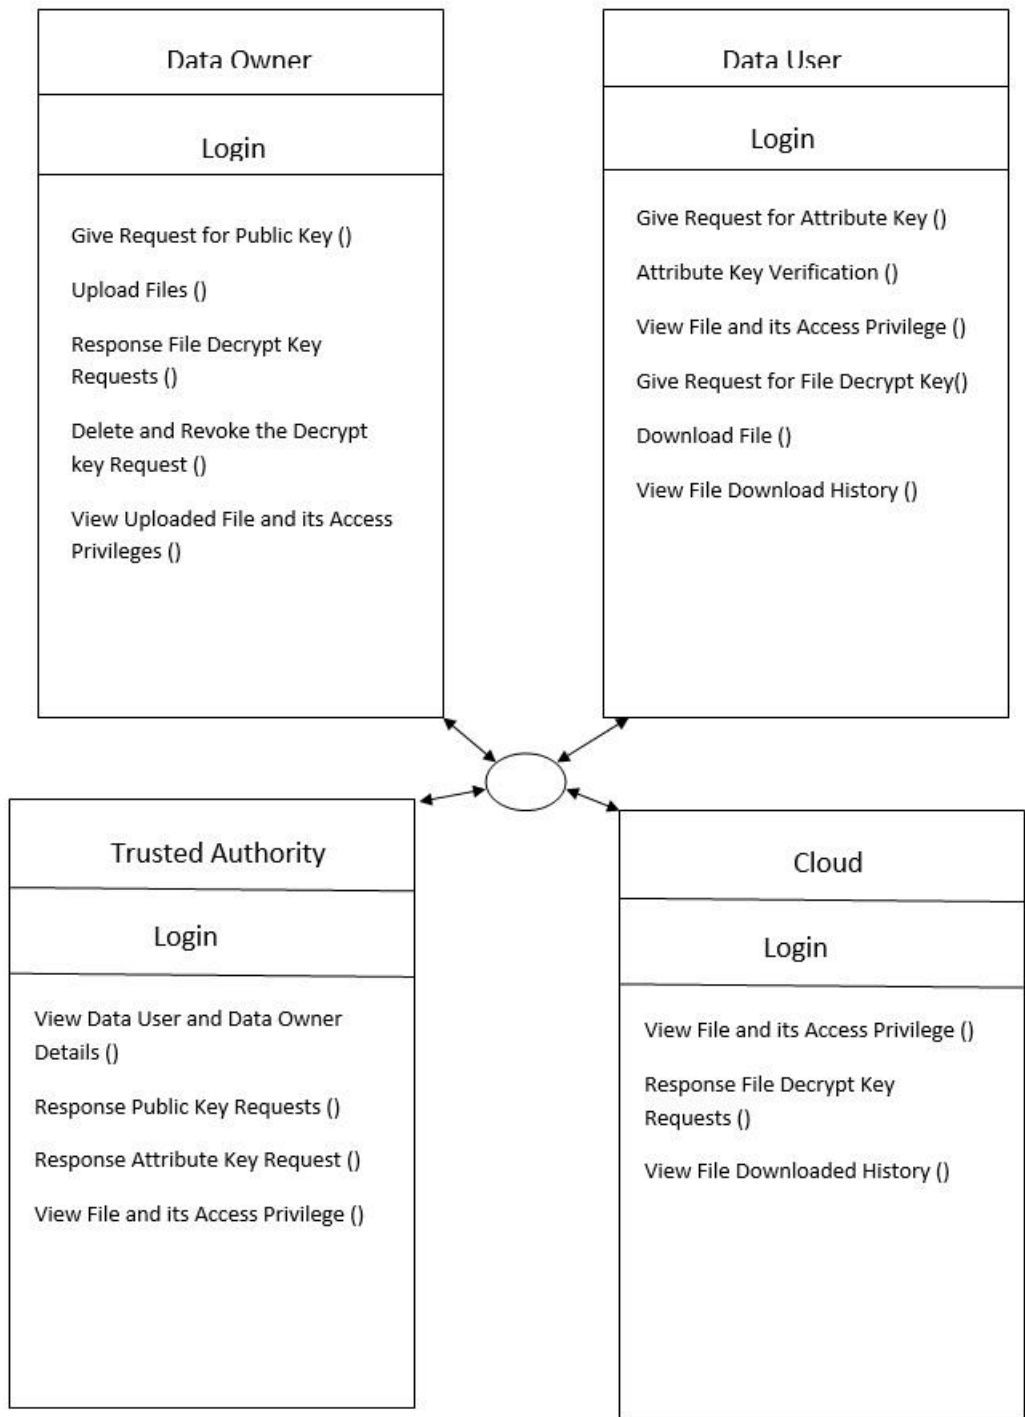 Data Owner
Login
Give Request for Public Key ()
Upload Files ()
Response File Decrypt Key
Requests ()
Delete and Revoke the Decrypt
key Request ()
View Uploaded File and its Access
Privileges ()
Data User
Login
Give Request for Attribute Key ()
Attribute Key Verification ()
View File and its Access Privilege ()
Give Request for File Decrypt Key()
Download File ()
View File Download History ()
Trusted Authority
Login
View Data User and Data Owner
Details ()
Response Public Key Requests ()
Response Attribute Key Request ()
View File and its Access Privilege ()
Cloud
Login
View File and its Access Privilege ()
Response File Decrypt Key
Requests ()
View File Downloaded History ()